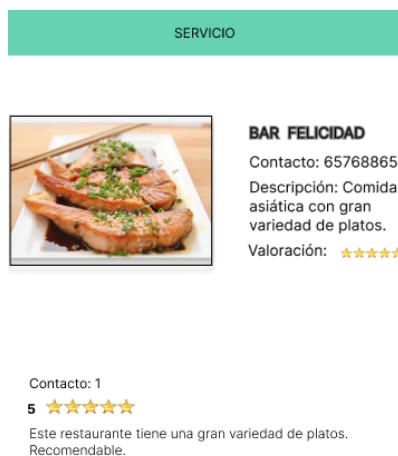 SERVICIO
BAR FELICIDAD
Contacto: 65768865
Descripción: Comida
asiática con gran
variedad de platos.
Valoración:
Contacto: 1
5
Este restaurante tiene una gran variedad de platos.
Recomendable.